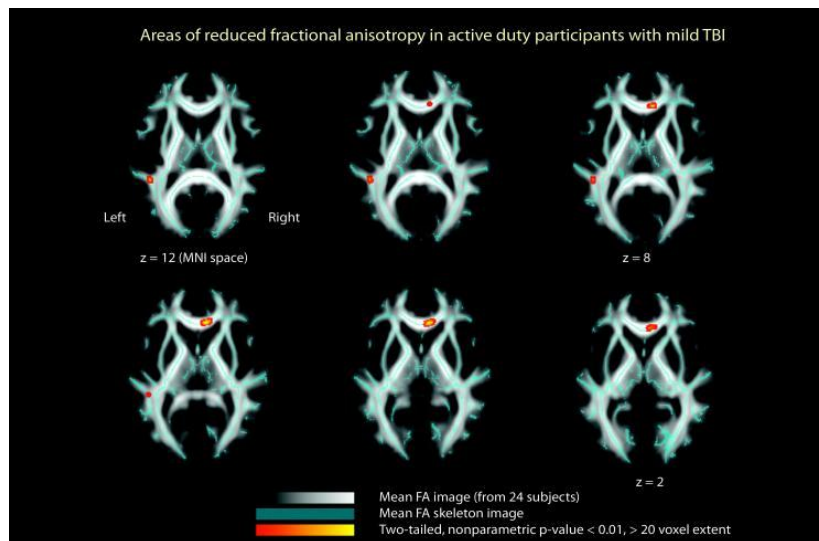 Areas of reduced fractional anisotropy in active duty participants with mild TBI
Left
Right
z = 12 (MNI space)
z = 8
z = 2
Mean FA image (from 24 subjects)
Mean FA skeleton image
Two-tailed, nonparametric p-value < 0.01, > 20 voxel extent